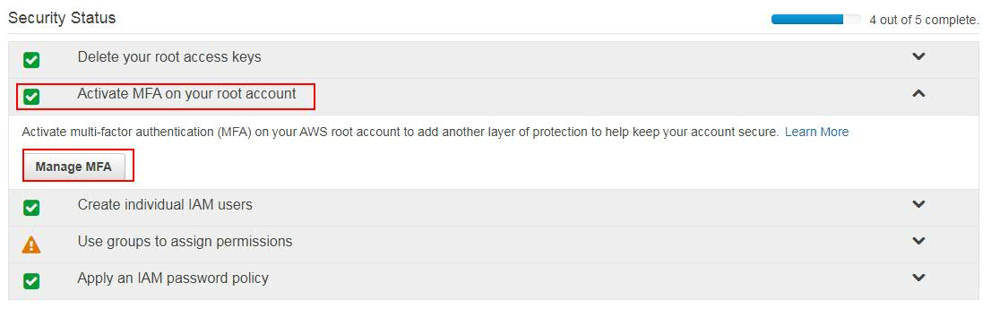 Security Status
4 out of 5 complete.
Delete your root access keys
Activate MFA on your root account
Activate multi-factor authentication (MFA) on your AWS root account to add another layer of protection to help keep your account secure. Learn More
Manage MFA
Create individual IAM users
Use groups to assign permissions
Apply an IAM password policy